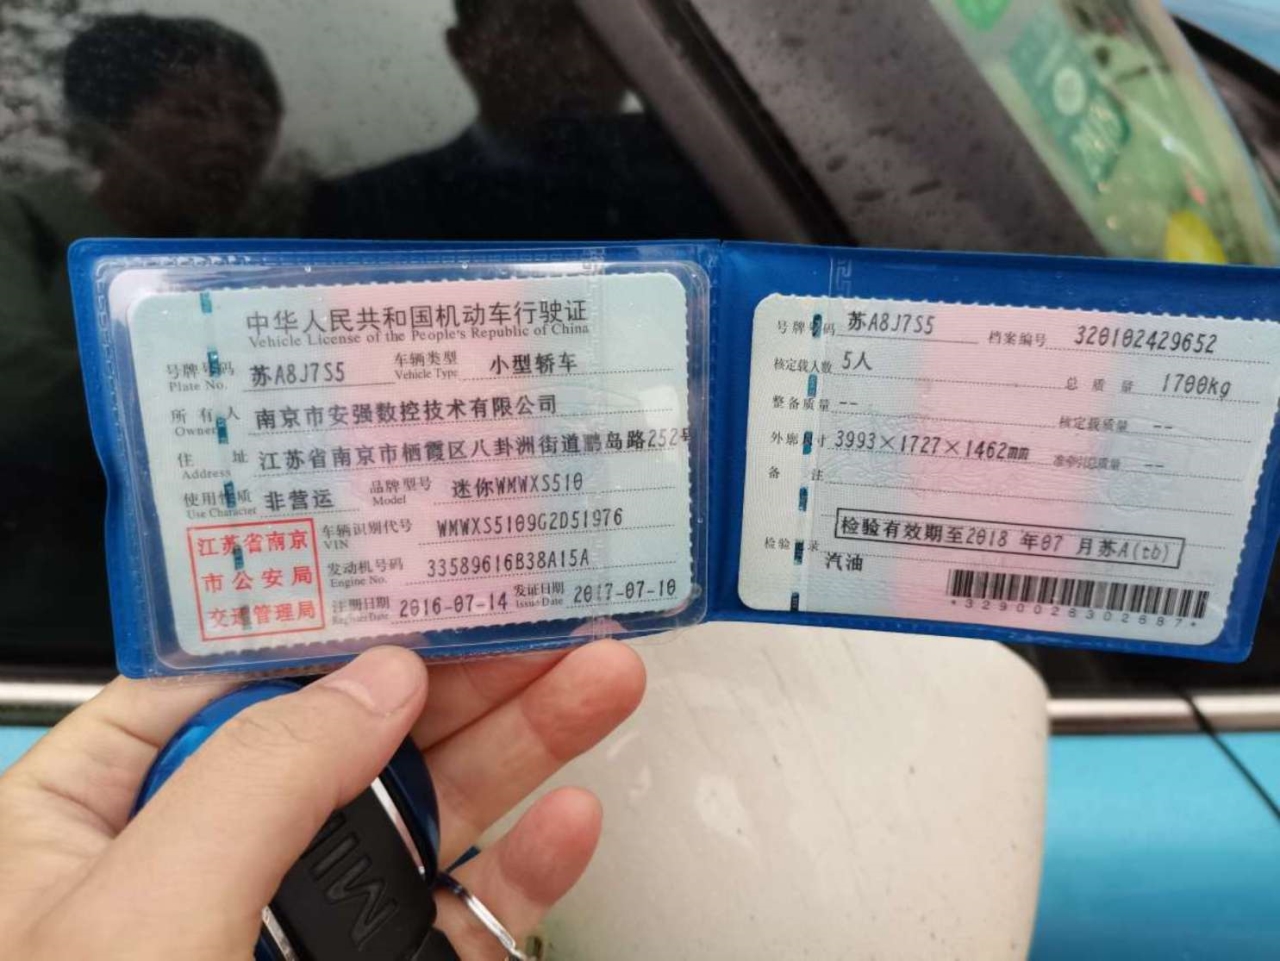 中华人民共和国机动车行驶证
Vehicle License of the People's Republic of China
号牌号码 苏A8J7S5 车辆类型 小型轿车
Plate No. Vehicle Type
所有人 南京市安强数控技术有限公司
Owner
住址 江苏省南京市栖霞区八卦洲街道鹂岛路252号
Address
使用性质 非营运 品牌型号 迷你WMWXS510
Use Character Model
江苏省南京
市公安局
交通管理局
车辆识别代号 WMWXS5109G2D51976
VIN
发动机号码 33589616B38A15A
Engine No.
注册日期 2016-07-14 发证日期 2017-07-10
Register Date Issue Date
号牌号码 苏A8J7S5 档案编号 320102429652
核定载人数 5人 总质量 1700kg
整备质量 -- 核定载质量 --
外廓尺寸 3993×1727×1462mm 准牵引总质量 --
备注
检验有效期至2018 年07 月苏A(tb)
检验记录
汽油
*3290026302687*
MINI